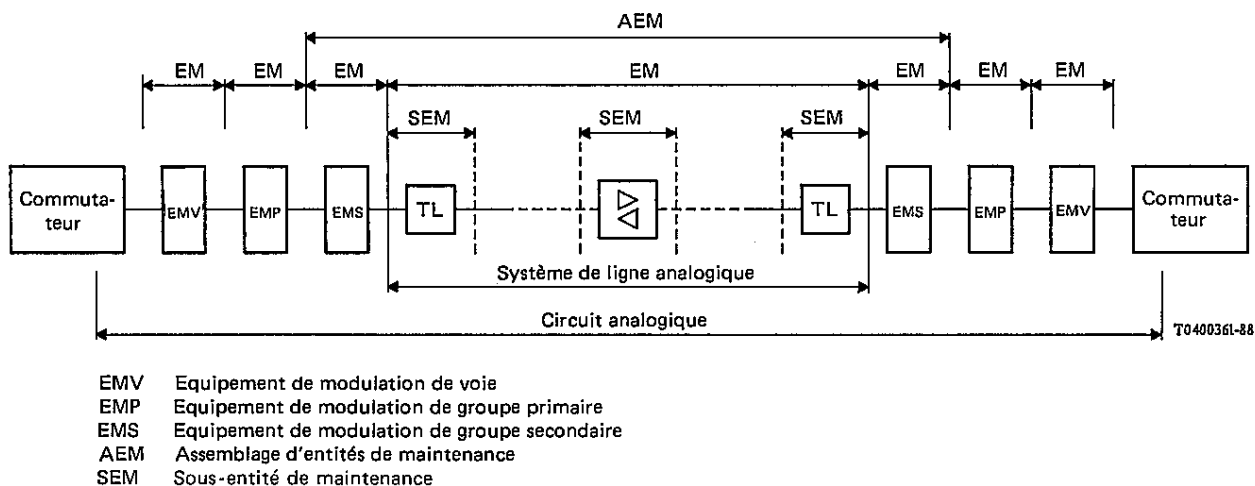 AEM
EM EM EM EM EM EM EM
SEM SEM SEM
Commuta-
teur
EMV EMP EMS TL TL EMS EMP EMV
Commuta-
teur
Système de ligne analogique
Circuit analogique
T0400361-88
EMV Equipement de modulation de voie
EMP Equipement de modulation de groupe primaire
EMS Equipement de modulation de groupe secondaire
AEM Assemblage d'entités de maintenance
SEM Sous-entité de maintenance